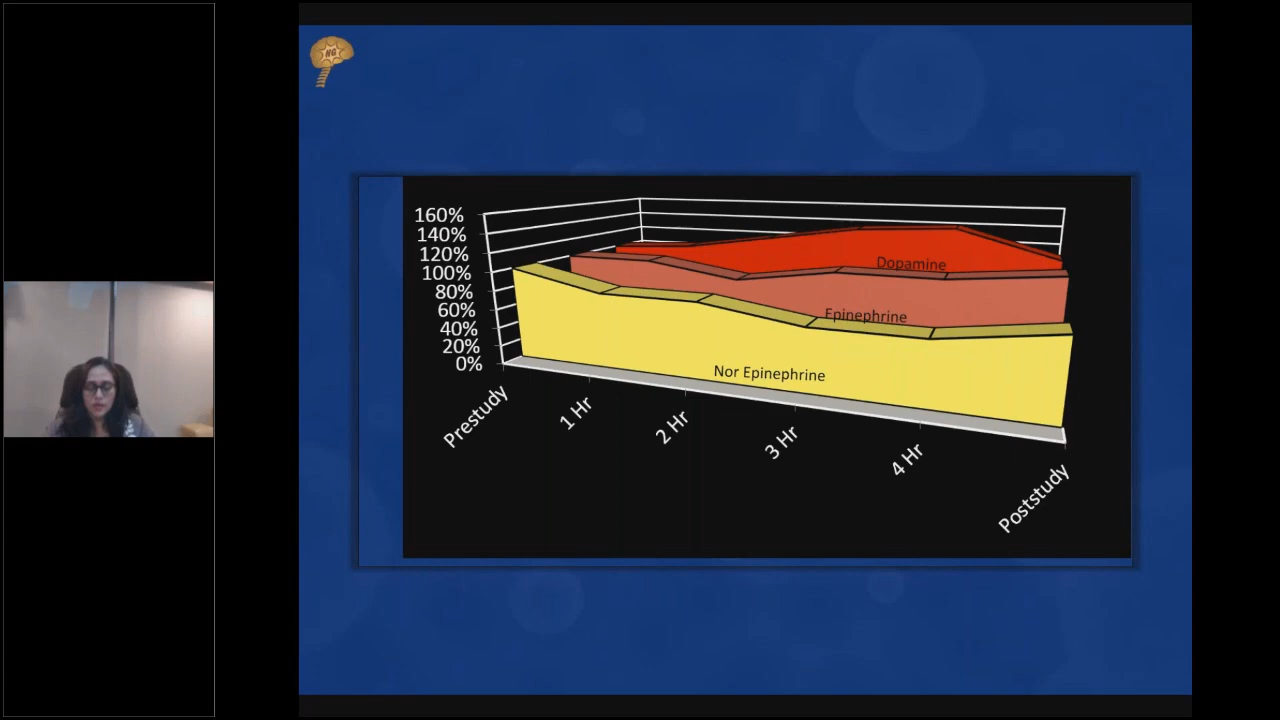 NG
160%
140%
120%
100%
80%
60%
40%
20%
0%
Dopamine
Epinephrine
Nor Epinephrine
Prestudy
1 Hr
2 Hr
3 Hr
4 Hr
Poststudy